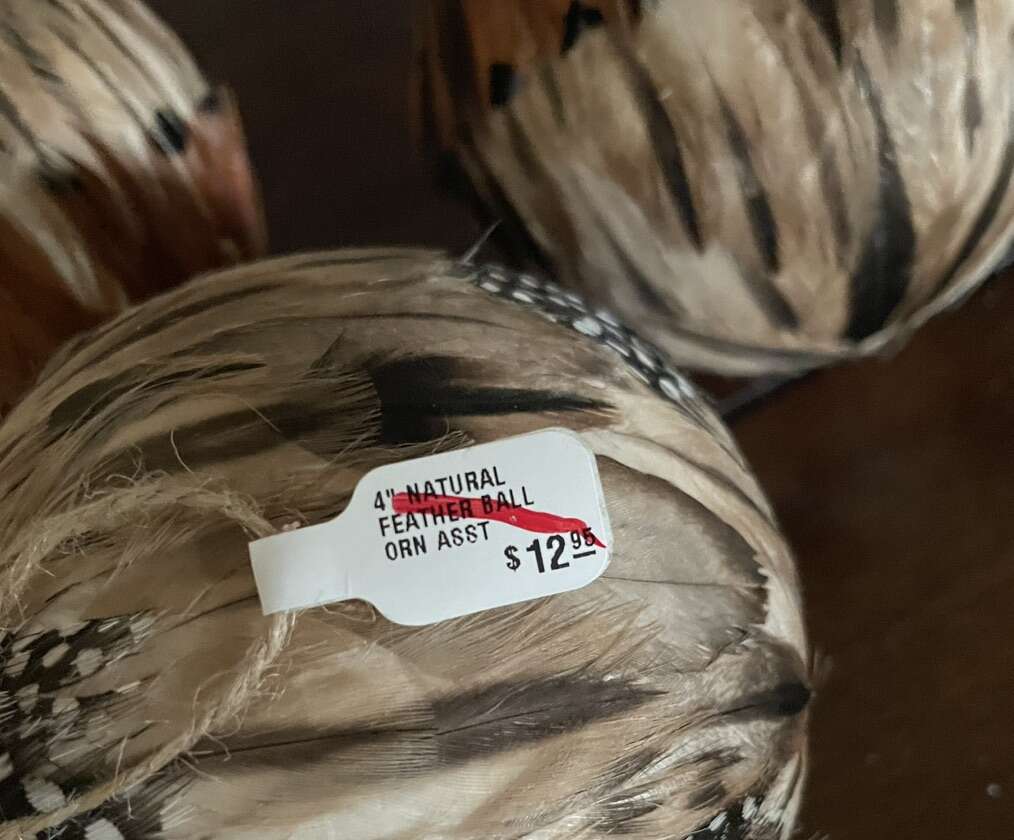 4" NATURAL
FEATHER BALL
ORN ASST
$12.95